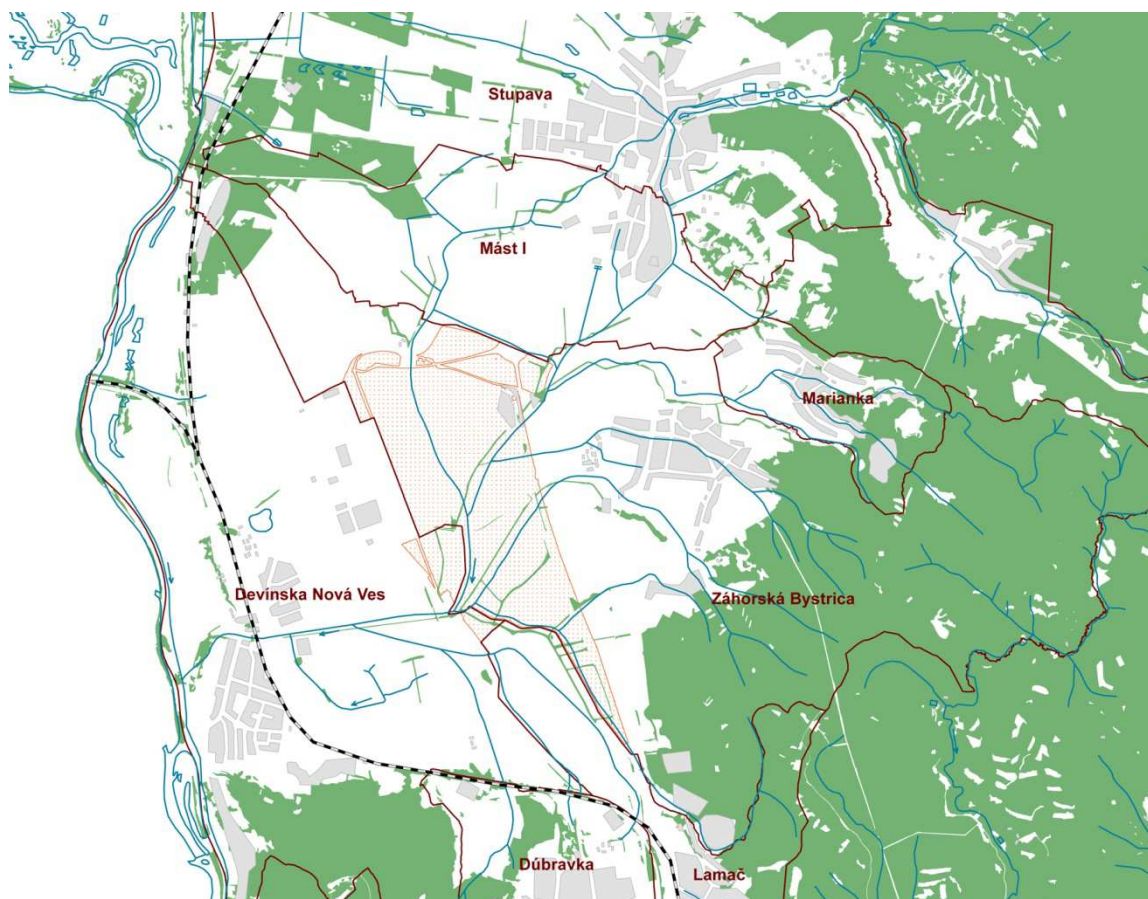 Stupava
Mást I
Marianka
Devínska Nová Ves
Záhorská Bystrica
Dúbravka
Lamač